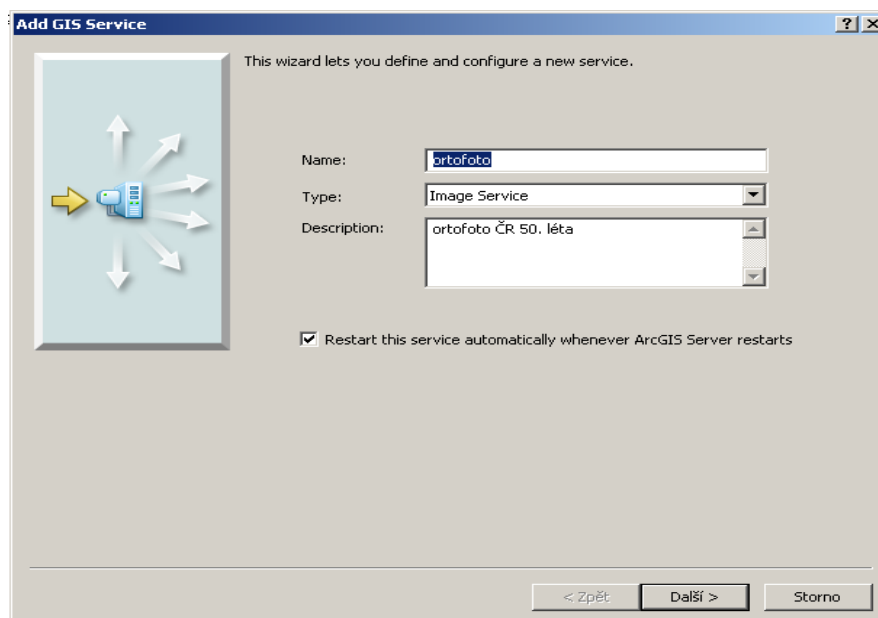 Add GIS Service
This wizard lets you define and configure a new service.
Name: ortofoto
Type: Image Service
Description: ortofoto ČR 50. léta
Restart this service automatically whenever ArcGIS Server restarts
< Zpět Další > Storno